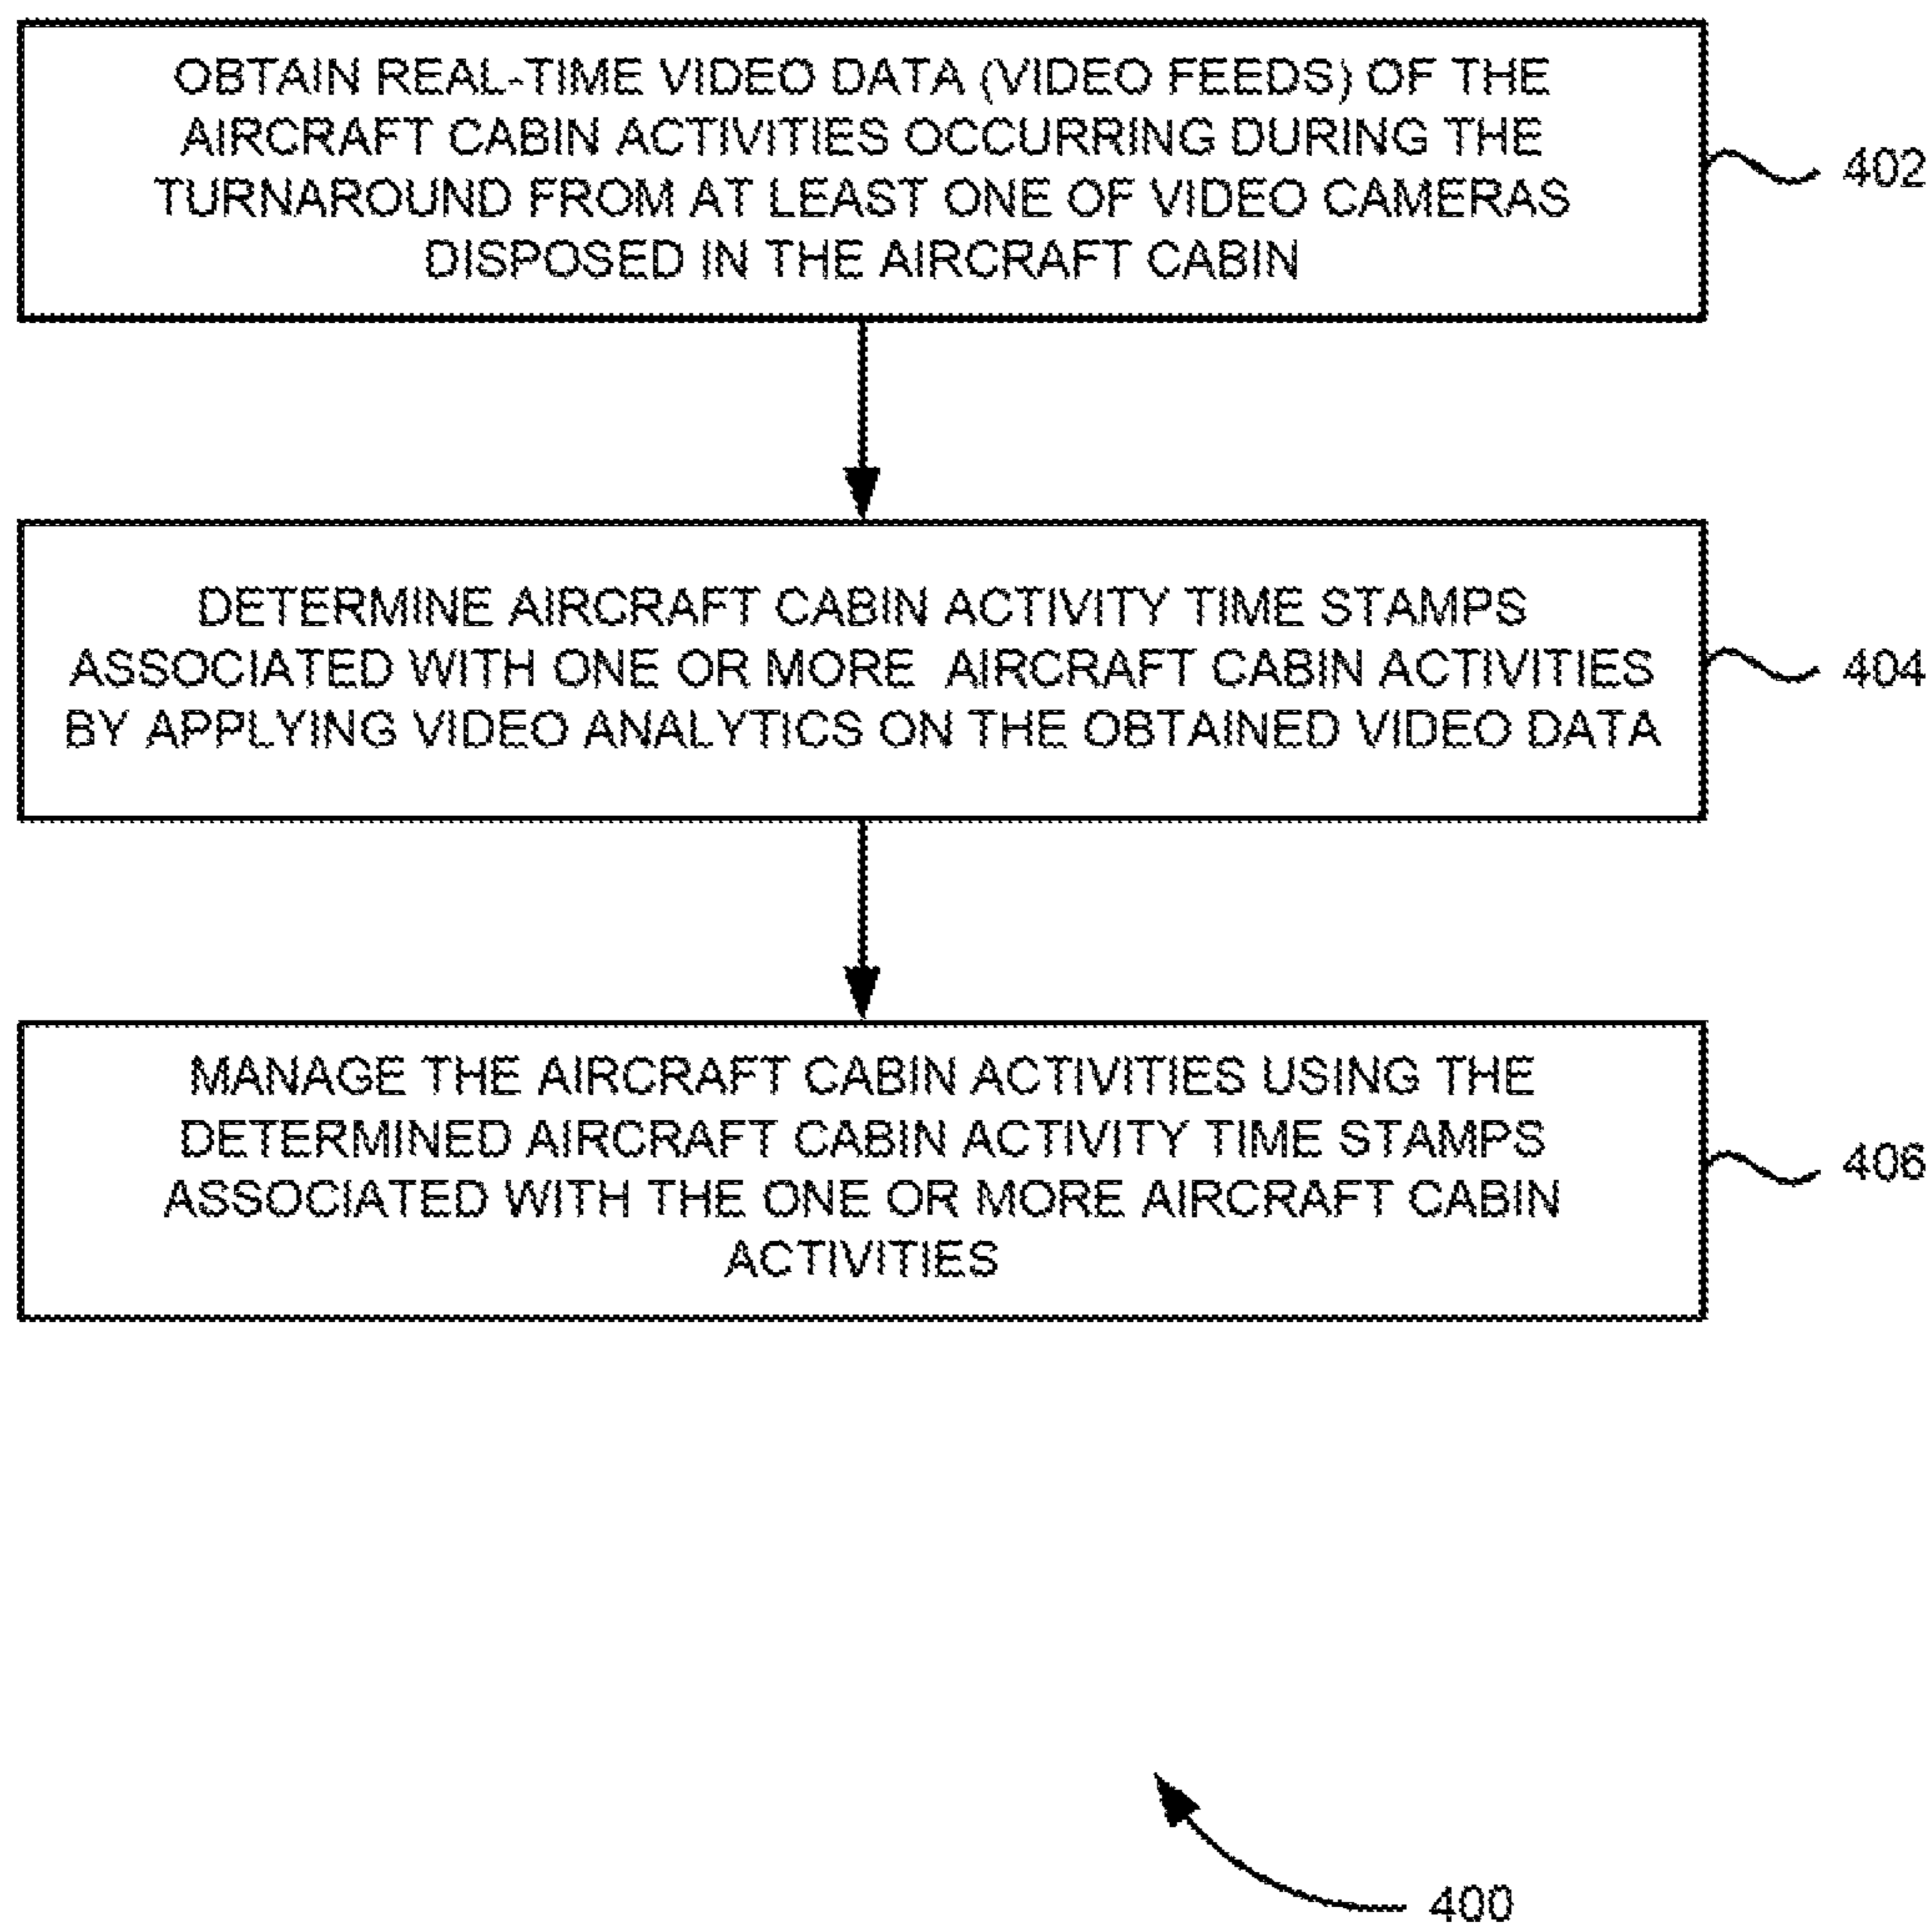 OBTAIN REAL-TIME VIDEO DATA (VIDEO FEEDS) OF THE
AIRCRAFT CABIN ACTIVITIES OCCURRING DURING THE
TURNAROUND FROM AT LEAST ONE OF VIDEO CAMERAS
DISPOSED IN THE AIRCRAFT CABIN
402
DETERMINE AIRCRAFT CABIN ACTIVITY TIME STAMPS
ASSOCIATED WITH ONE OR MORE AIRCRAFT CABIN ACTIVITIES
BY APPLYING VIDEO ANALYTICS ON THE OBTAINED VIDEO DATA
404
MANAGE THE AIRCRAFT CABIN ACTIVITIES USING THE
DETERMINED AIRCRAFT CABIN ACTIVITY TIME STAMPS
ASSOCIATED WITH THE ONE OR MORE AIRCRAFT CABIN
ACTIVITIES
406
400